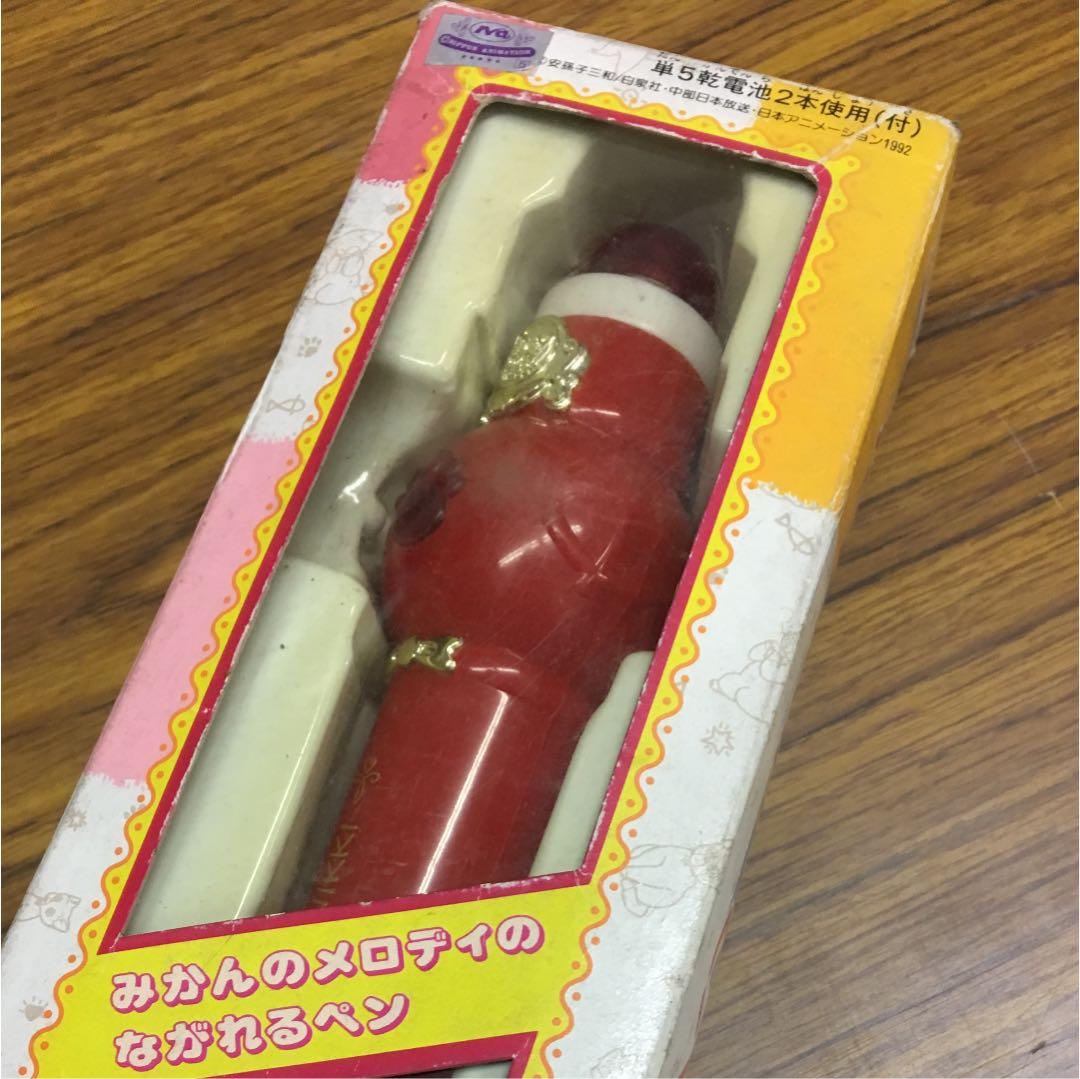 NIPPON ANIMATION
単5乾電池2本使用(付)
©安孫子三和/白泉社・中部日本放送・日本アニメーション1992
みかんのメロディの
ながれるペン